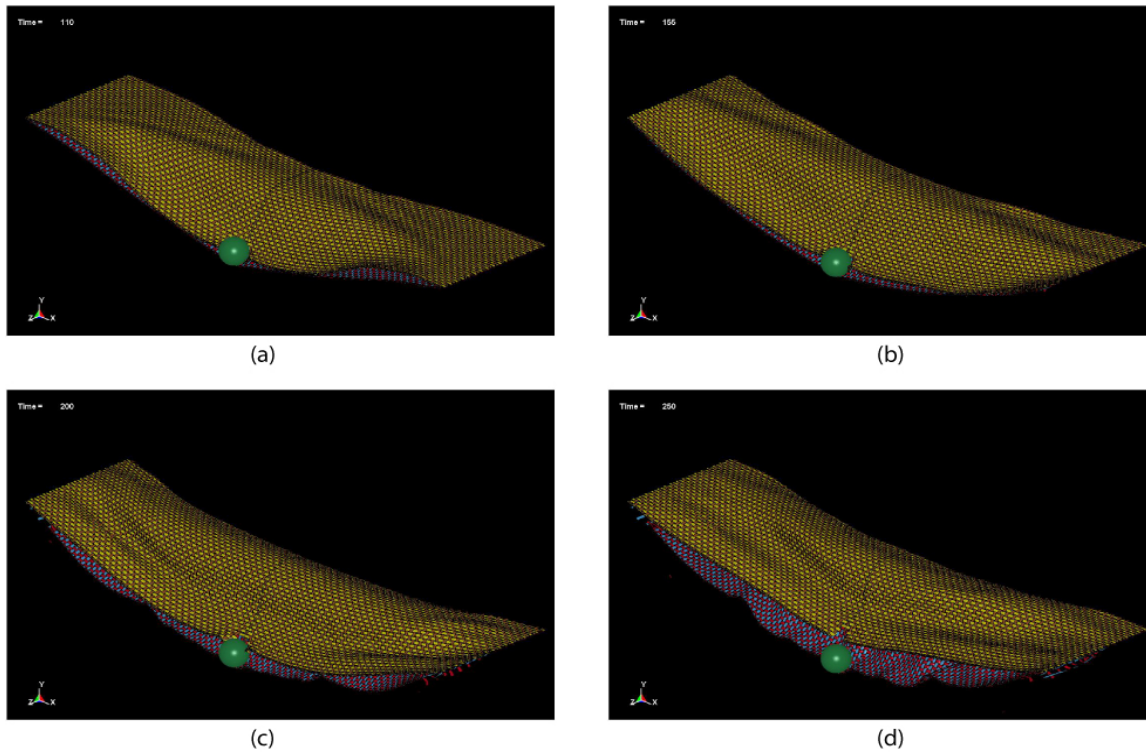 Time = 110
Time = 155
Y
Z X
Y
Z X
(a)
(b)
Time = 200
Time = 250
Y
Z X
Y
Z X
(c)
(d)